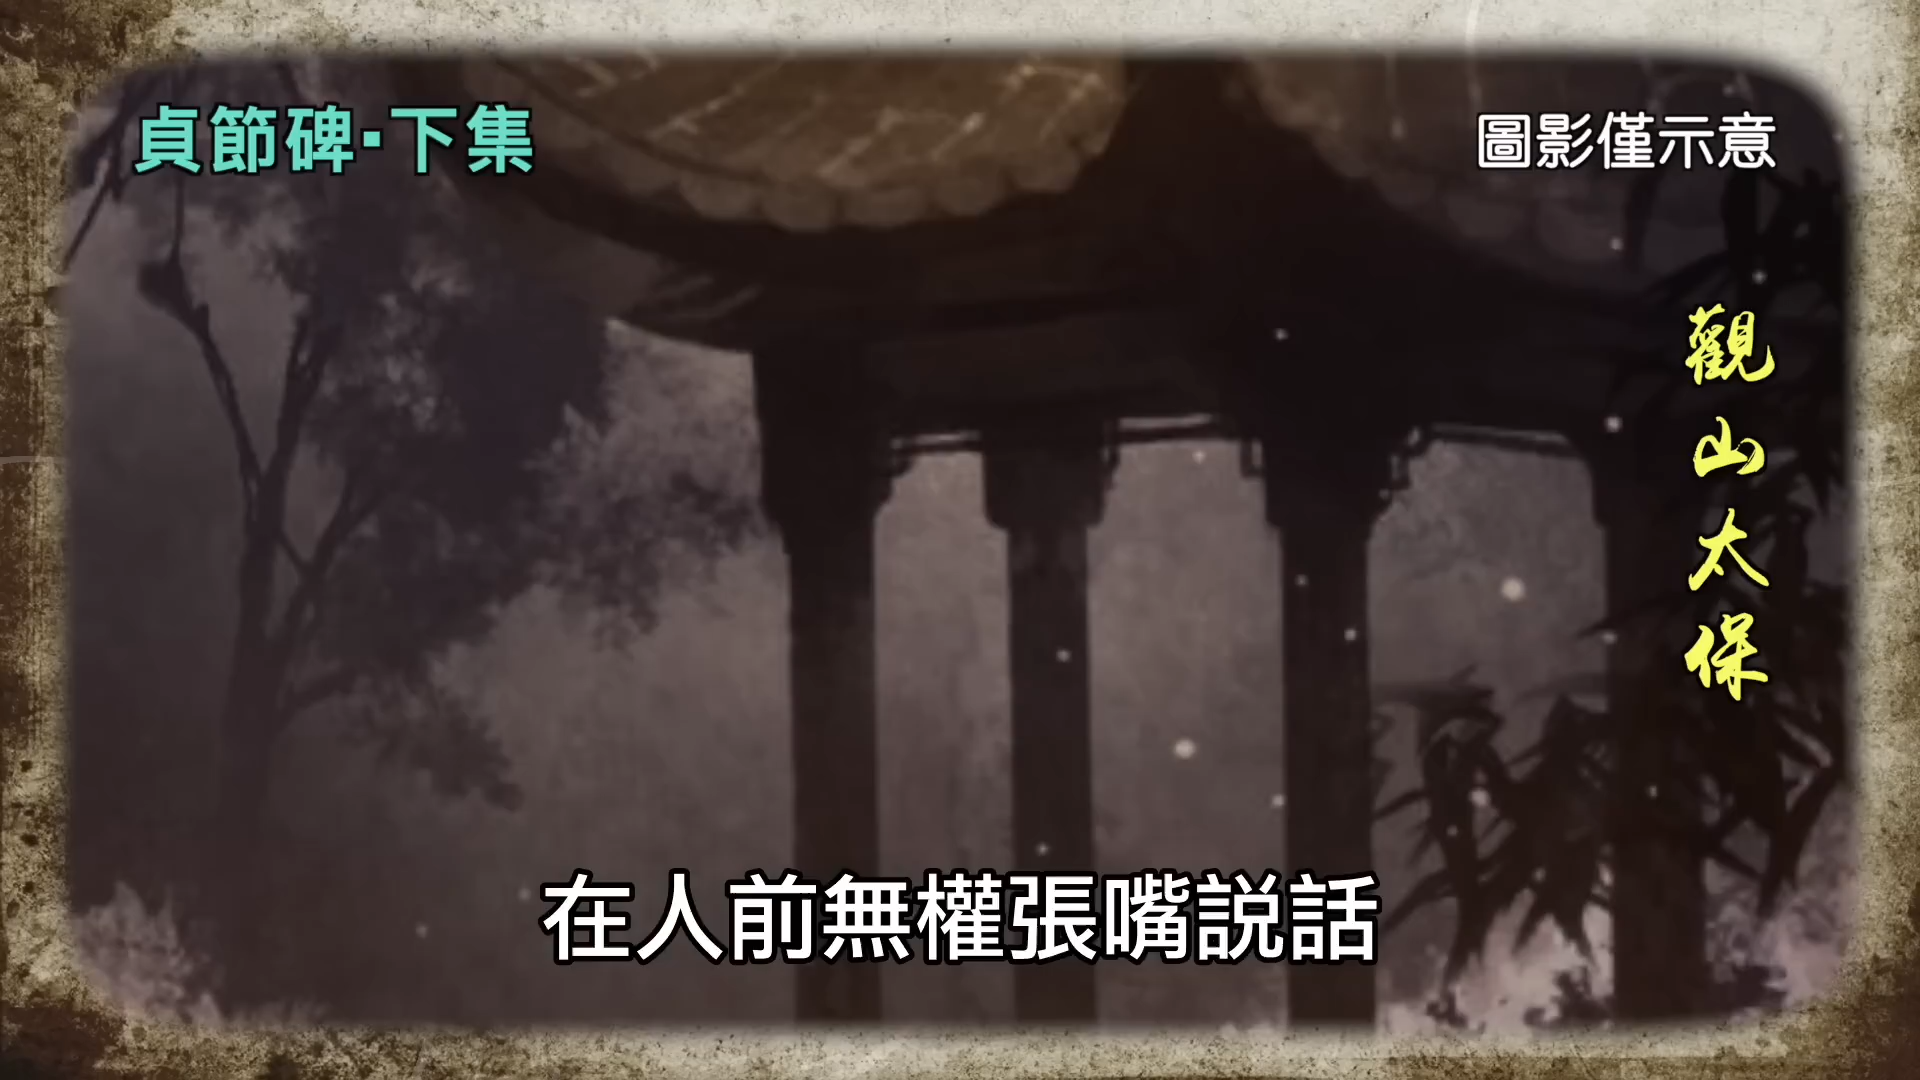 貞節碑·下集
圖影僅示意
觀山太保
在人前無權張嘴説話